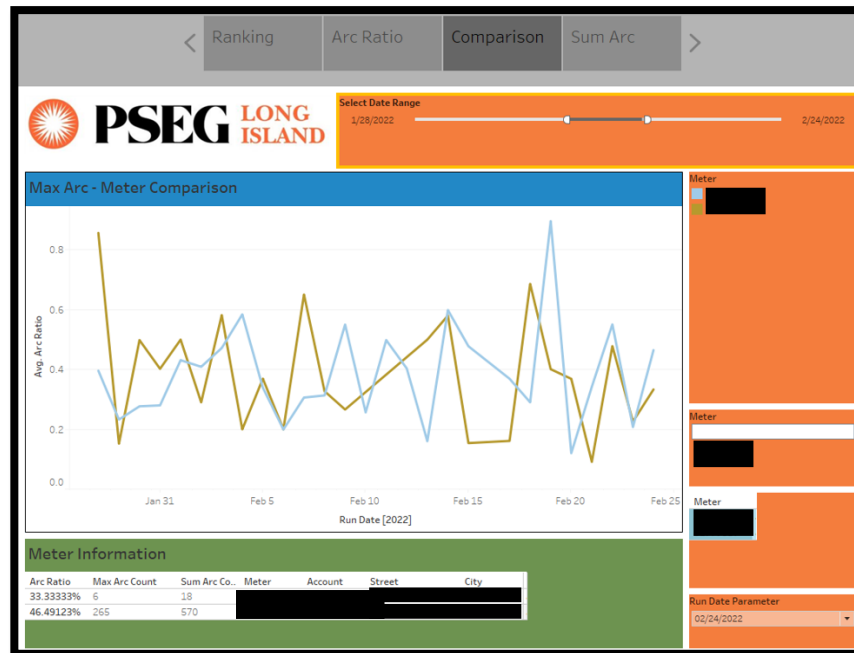 Ranking
Arc Ratio
Comparison
Sum Arc
PSEG LONG ISLAND
Select Date Range
1/28/2022
2/24/2022
Max Arc - Meter Comparison
Avg. Arc Ratio
0.8
0.6
0.4
0.2
0.0
Jan 31 Feb 5 Feb 10 Feb 15 Feb 20 Feb 25
Run Date [2022]
Meter
Meter
Meter
Meter Information
Arc Ratio Max Arc Count Sum Arc Co.. Meter Account Street City
33.33333% 6 18
46.49123% 265 570
Run Date Parameter
02/24/2022